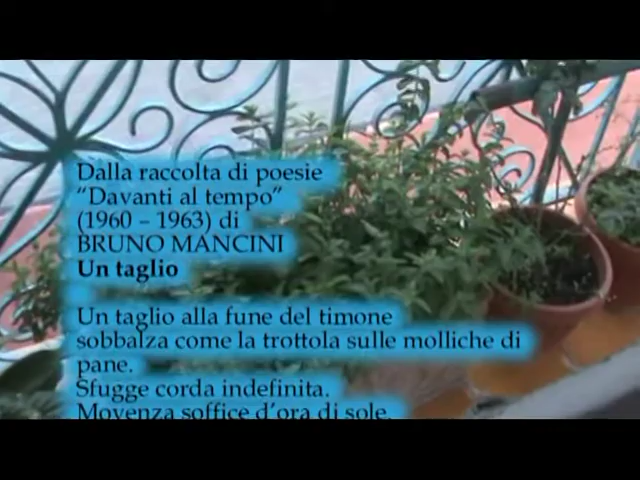 Dalla raccolta di poesie
“Davanti al tempo”
(1960 – 1963) di
BRUNO MANCINI
Un taglio
Un taglio alla fune del timone
sobbalza come la trottola sulle molliche di
pane.
Sfugge corda indefinita.
Movenza soffice d’ora di sole.